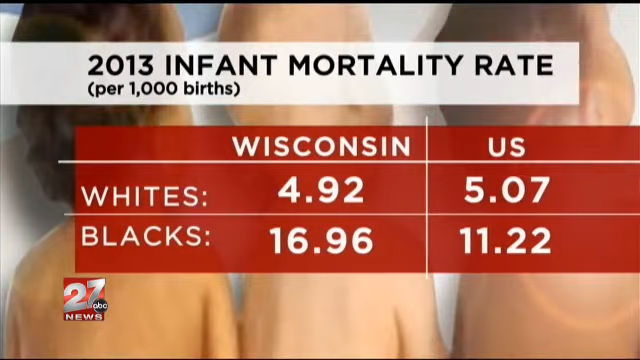 2013 INFANT MORTALITY RATE
(per 1,000 births)
WISCONSIN US
WHITES: 4.92 5.07
BLACKS: 16.96 11.22
27 abc
NEWS